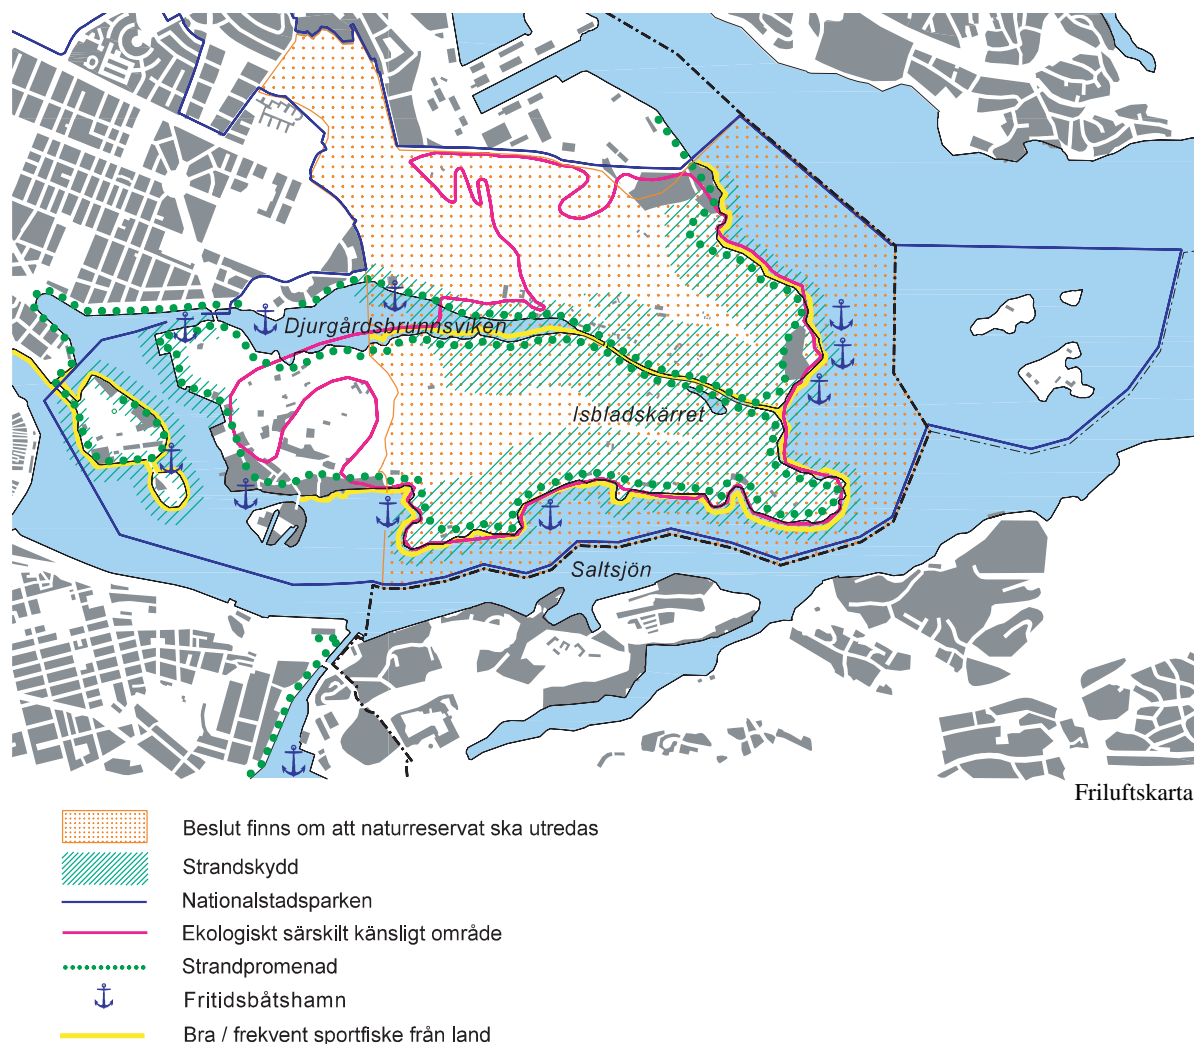 Djurgårdsbrunnsviken
Isbladskärret
Saltsjön
Friluftskarta
Beslut finns om att naturreservat ska utredas
Strandskydd
Nationalstadsparken
Ekologiskt särskilt känsligt område
Strandpromenad
Fritidsbåtshamn
Bra / frekvent sportfiske från land